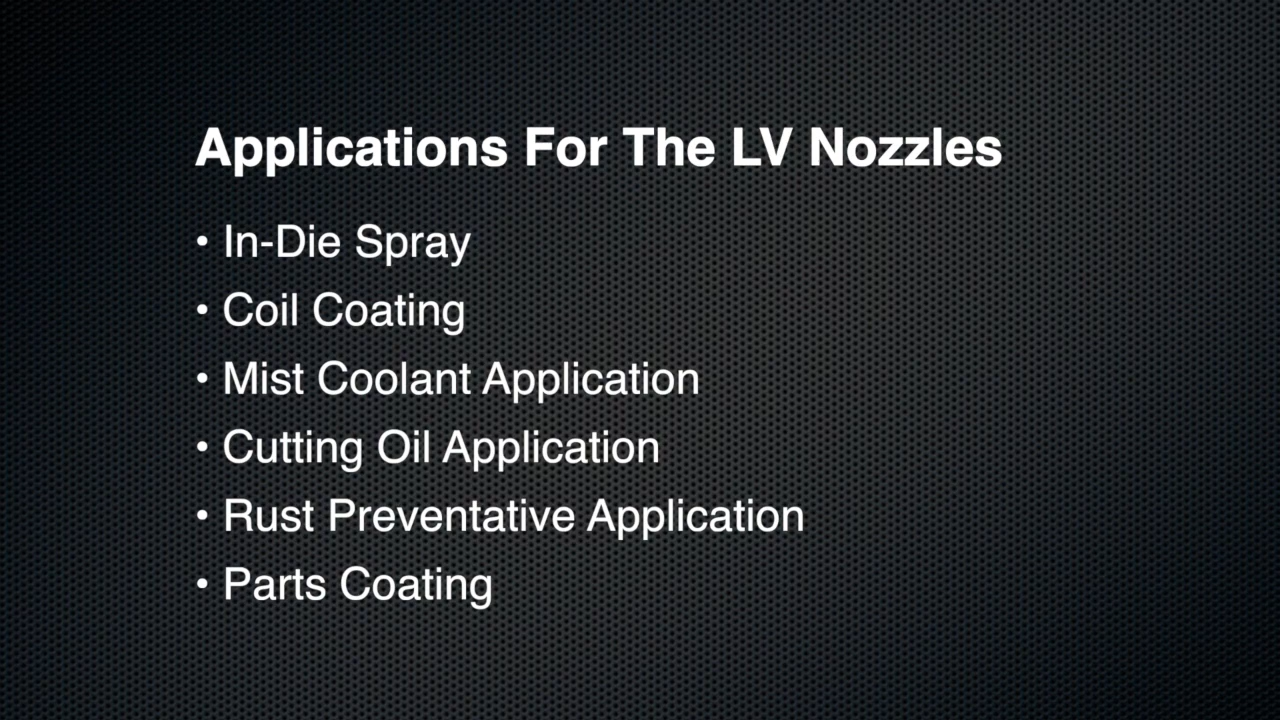 Applications For The LV Nozzles
• In-Die Spray
• Coil Coating
• Mist Coolant Application
• Cutting Oil Application
• Rust Preventative Application
• Parts Coating